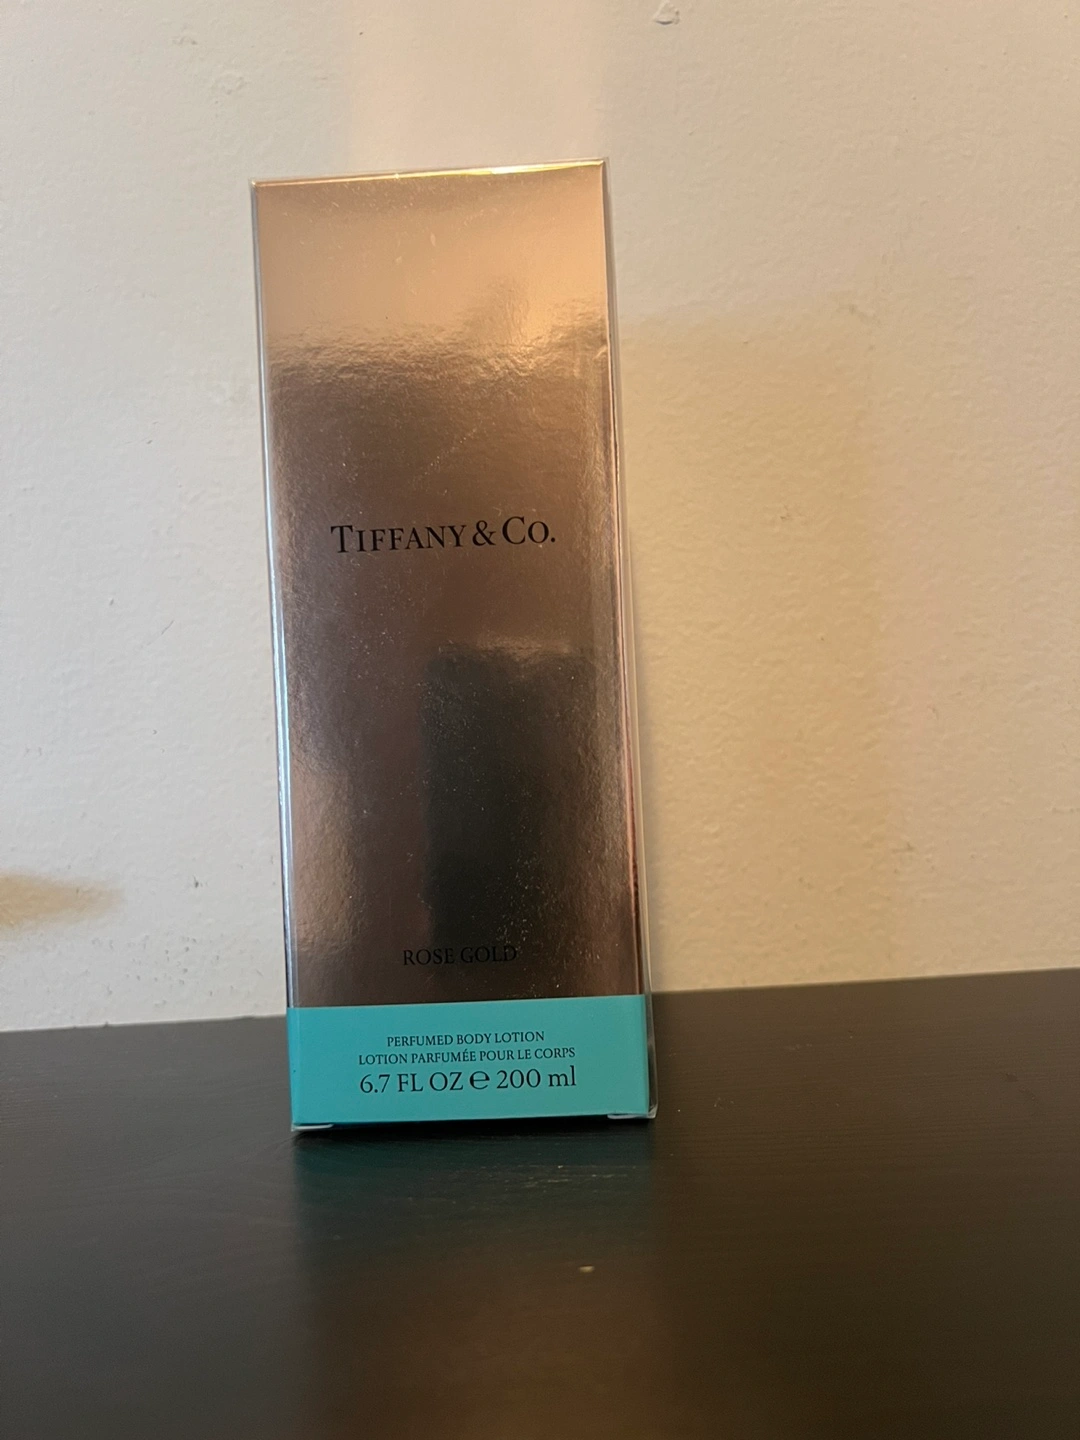 TIFFANY & CO.
ROSE GOLD
PERFUMED BODY LOTION
LOTION PARFUMÉE POUR LE CORPS
6.7 FL OZ ℮ 200 ml